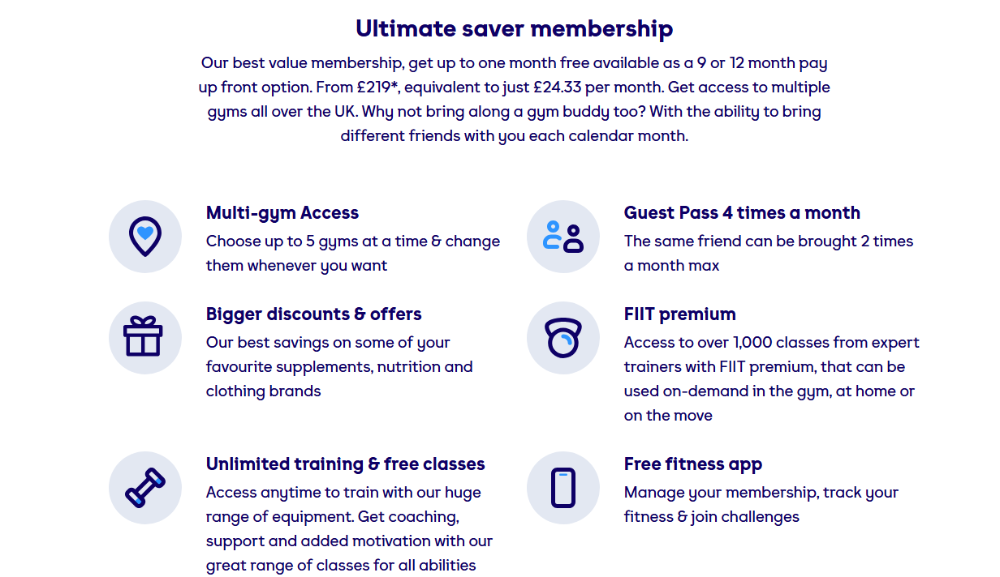 Ultimate saver membership
Our best value membership, get up to one month free available as a 9 or 12 month pay
up front option. From £219*, equivalent to just £24.33 per month. Get access to multiple
gyms all over the UK. Why not bring along a gym buddy too? With the ability to bring
different friends with you each calendar month.
Multi-gym Access
Choose up to 5 gyms at a time & change
them whenever you want
Guest Pass 4 times a month
The same friend can be brought 2 times
a month max
Bigger discounts & offers
Our best savings on some of your
favourite supplements, nutrition and
clothing brands
FIIT premium
Access to over 1,000 classes from expert
trainers with FIIT premium, that can be
used on-demand in the gym, at home or
on the move
Unlimited training & free classes
Access anytime to train with our huge
range of equipment. Get coaching,
support and added motivation with our
great range of classes for all abilities
Free fitness app
Manage your membership, track your
fitness & join challenges